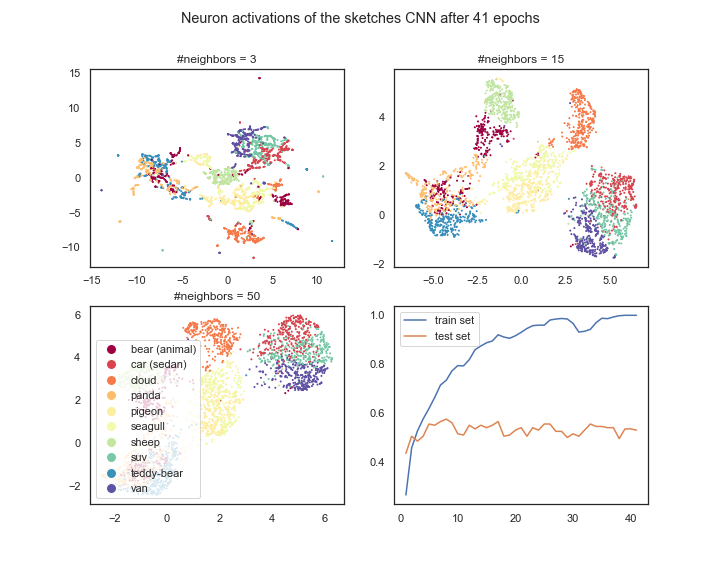 Neuron activations of the sketches CNN after 41 epochs
#neighbors = 3
15
10
5
0
−5
−10
−15 −10 −5 0 5 10
#neighbors = 15
4
2
0
−2
−5.0 −2.5 0.0 2.5 5.0
#neighbors = 50
6
4
2
0
−2
−2 0 2 4 6
bear (animal)
car (sedan)
cloud
panda
pigeon
seagull
sheep
suv
teddy-bear
van
train set
test set
1.0
0.8
0.6
0.4
0 10 20 30 40